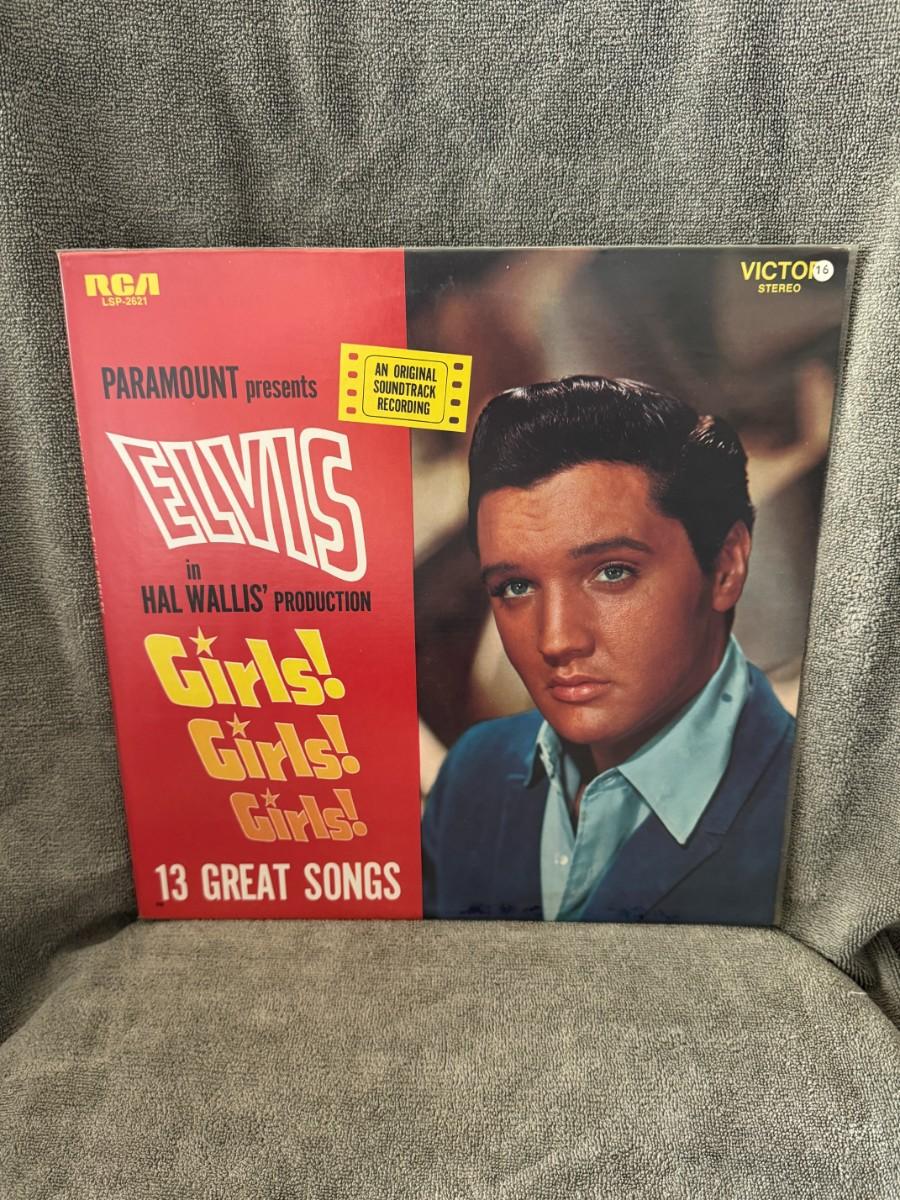 RCA
LSP-2621
VICTOR
16
STEREO
PARAMOUNT presents
AN ORIGINAL
SOUNDTRACK
RECORDING
ELVIS
in
HAL WALLIS' PRODUCTION
Girls!
Girls!
Girls!
13 GREAT SONGS